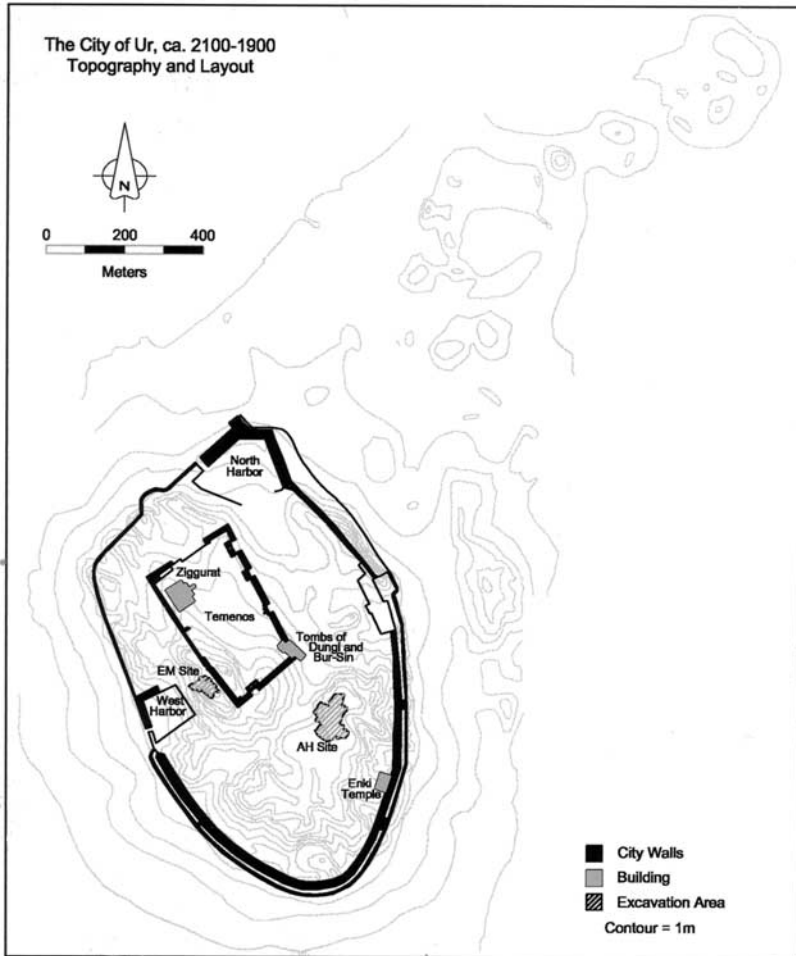 The City of Ur, ca. 2100-1900
Topography and Layout
N
0 200 400
Meters
North
Harbor
Ziggurat
Temenos
Tombs of
Dungi and
Bur-Sin
EM Site
West
Harbor
AH Site
Enki
Temple
City Walls
Building
Excavation Area
Contour = 1m